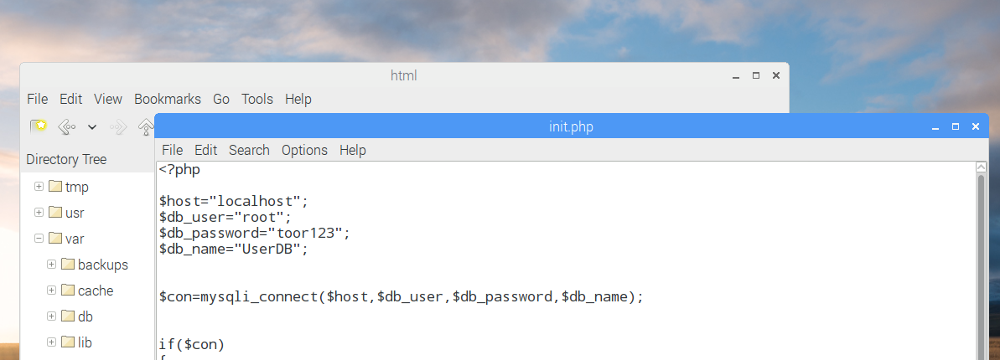 html
File Edit View Bookmarks Go Tools Help
init.php
File Edit Search Options Help
Directory Tree
tmp
usr
var
backups
cache
db
lib
<?php
$host="localhost";
$db_user="root";
$db_password="toor123";
$db_name="UserDB";
$con=mysqli_connect($host,$db_user,$db_password,$db_name);
if($con)
{